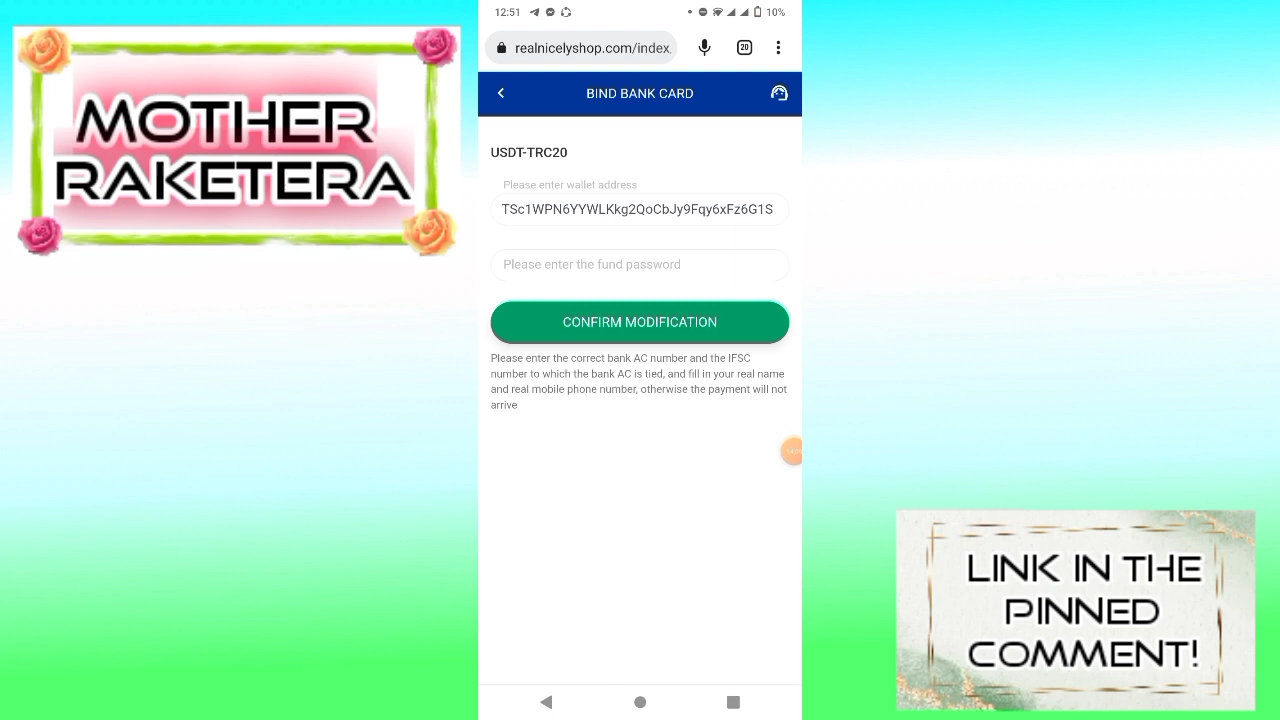 MOTHER
RAKETERA
12:51
10%
realnicelyshop.com/index.
20
BIND BANK CARD
USDT-TRC20
Please enter wallet address
TSc1WPN6YYWLKkg2QoCbJy9Fqy6xFz6G1S
Please enter the fund password
CONFIRM MODIFICATION
Please enter the correct bank AC number and the IFSC
number to which the bank AC is tied, and fill in your real name
and real mobile phone number, otherwise the payment will not
arrive
LINK IN THE
PINNED
COMMENT!